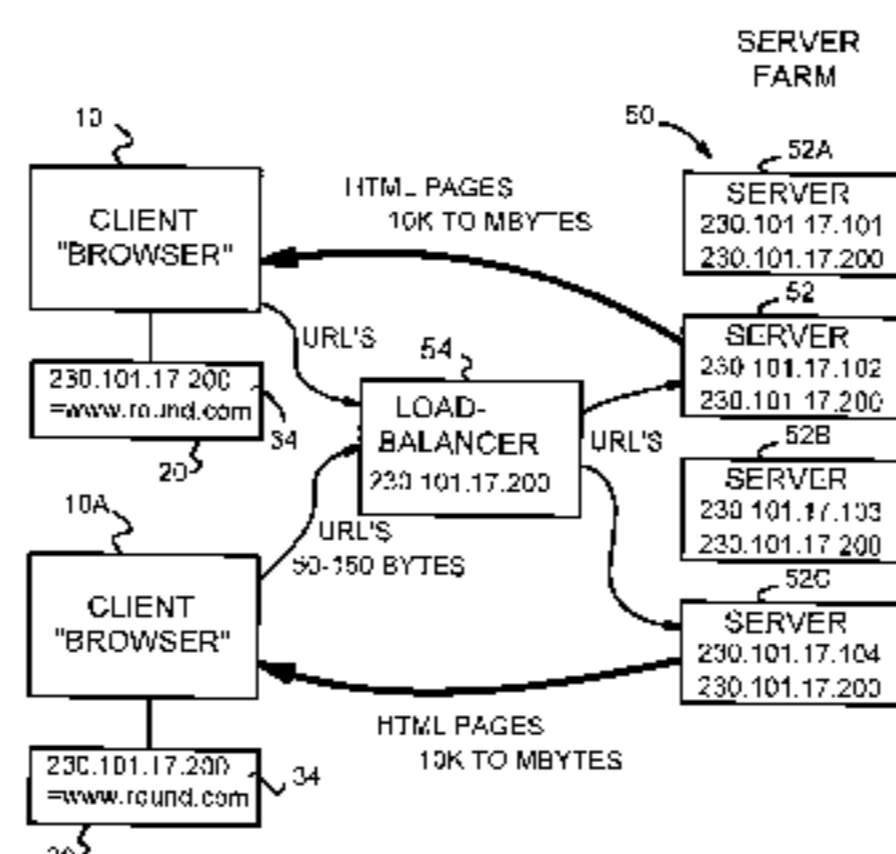 SERVER
FARM
50
10
CLIENT
"BROWSER"
HTML PAGES
10K TO MBYTES
52A
SERVER
230.101.17.101
230.101.17.200
52
SERVER
230.101.17.102
230.101.17.200
URL'S
230.101.17.200
=www.round.com
34
20
54
LOAD-
BALANCER
230.101.17.200
URL'S
52B
SERVER
230.101.17.103
230.101.17.200
10A
CLIENT
"BROWSER"
URL'S
50-150 BYTES
52C
SERVER
230.101.17.104
230.101.17.200
HTML PAGES
10K TO MBYTES
230.101.17.200
=www.round.com
34